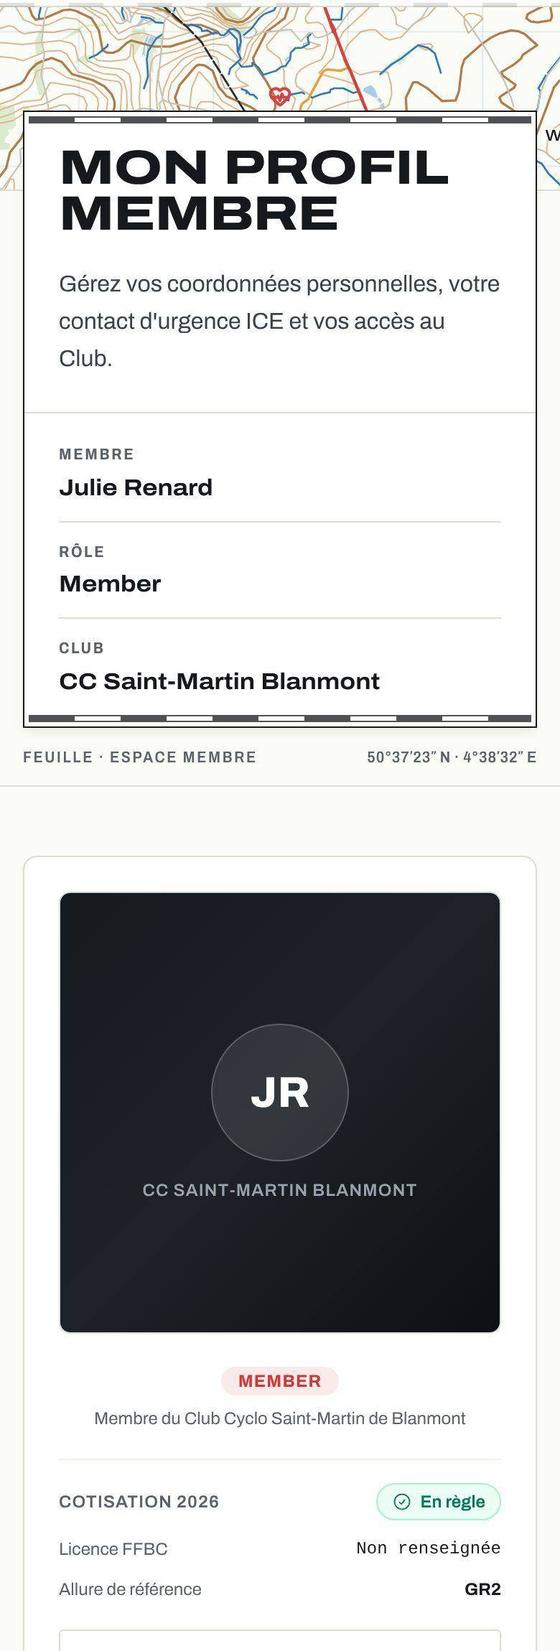 W
MON PROFIL
MEMBRE
Gérez vos coordonnées personnelles, votre
contact d'urgence ICE et vos accès au
Club.
MEMBRE
Julie Renard
RÔLE
Member
CLUB
CC Saint-Martin Blanmont
FEUILLE · ESPACE MEMBRE 50°37′23″ N · 4°38′32″ E
JR
CC SAINT-MARTIN BLANMONT
MEMBER
Membre du Club Cyclo Saint-Martin de Blanmont
COTISATION 2026 En règle
Licence FFBC Non renseignée
Allure de référence GR2